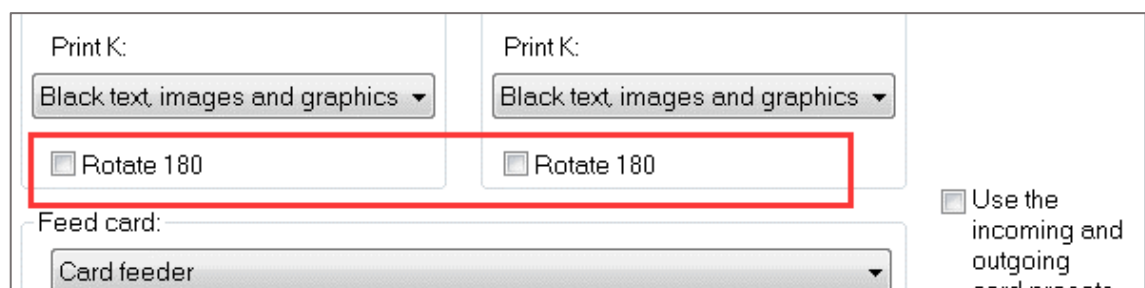 Print K:
Print K:
Black text, images and graphics
Black text, images and graphics
Rotate 180
Rotate 180
Use the
Feed card:
incoming and
Card feeder
outgoing